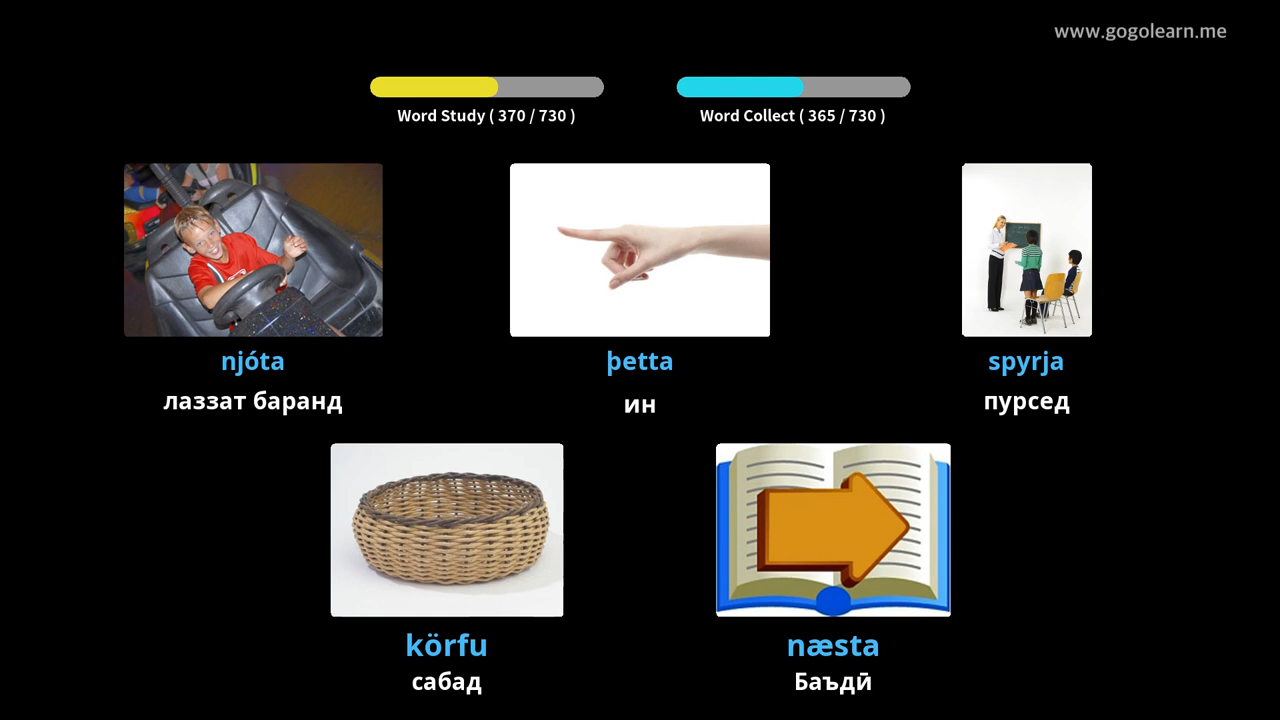 www.gogolearn.me
Word Study ( 370 / 730 )
Word Collect ( 365 / 730 )
njóta
þetta
spyrja
лаззат баранд
ин
пурсед
körfu
næsta
сабад
Баъдӣ